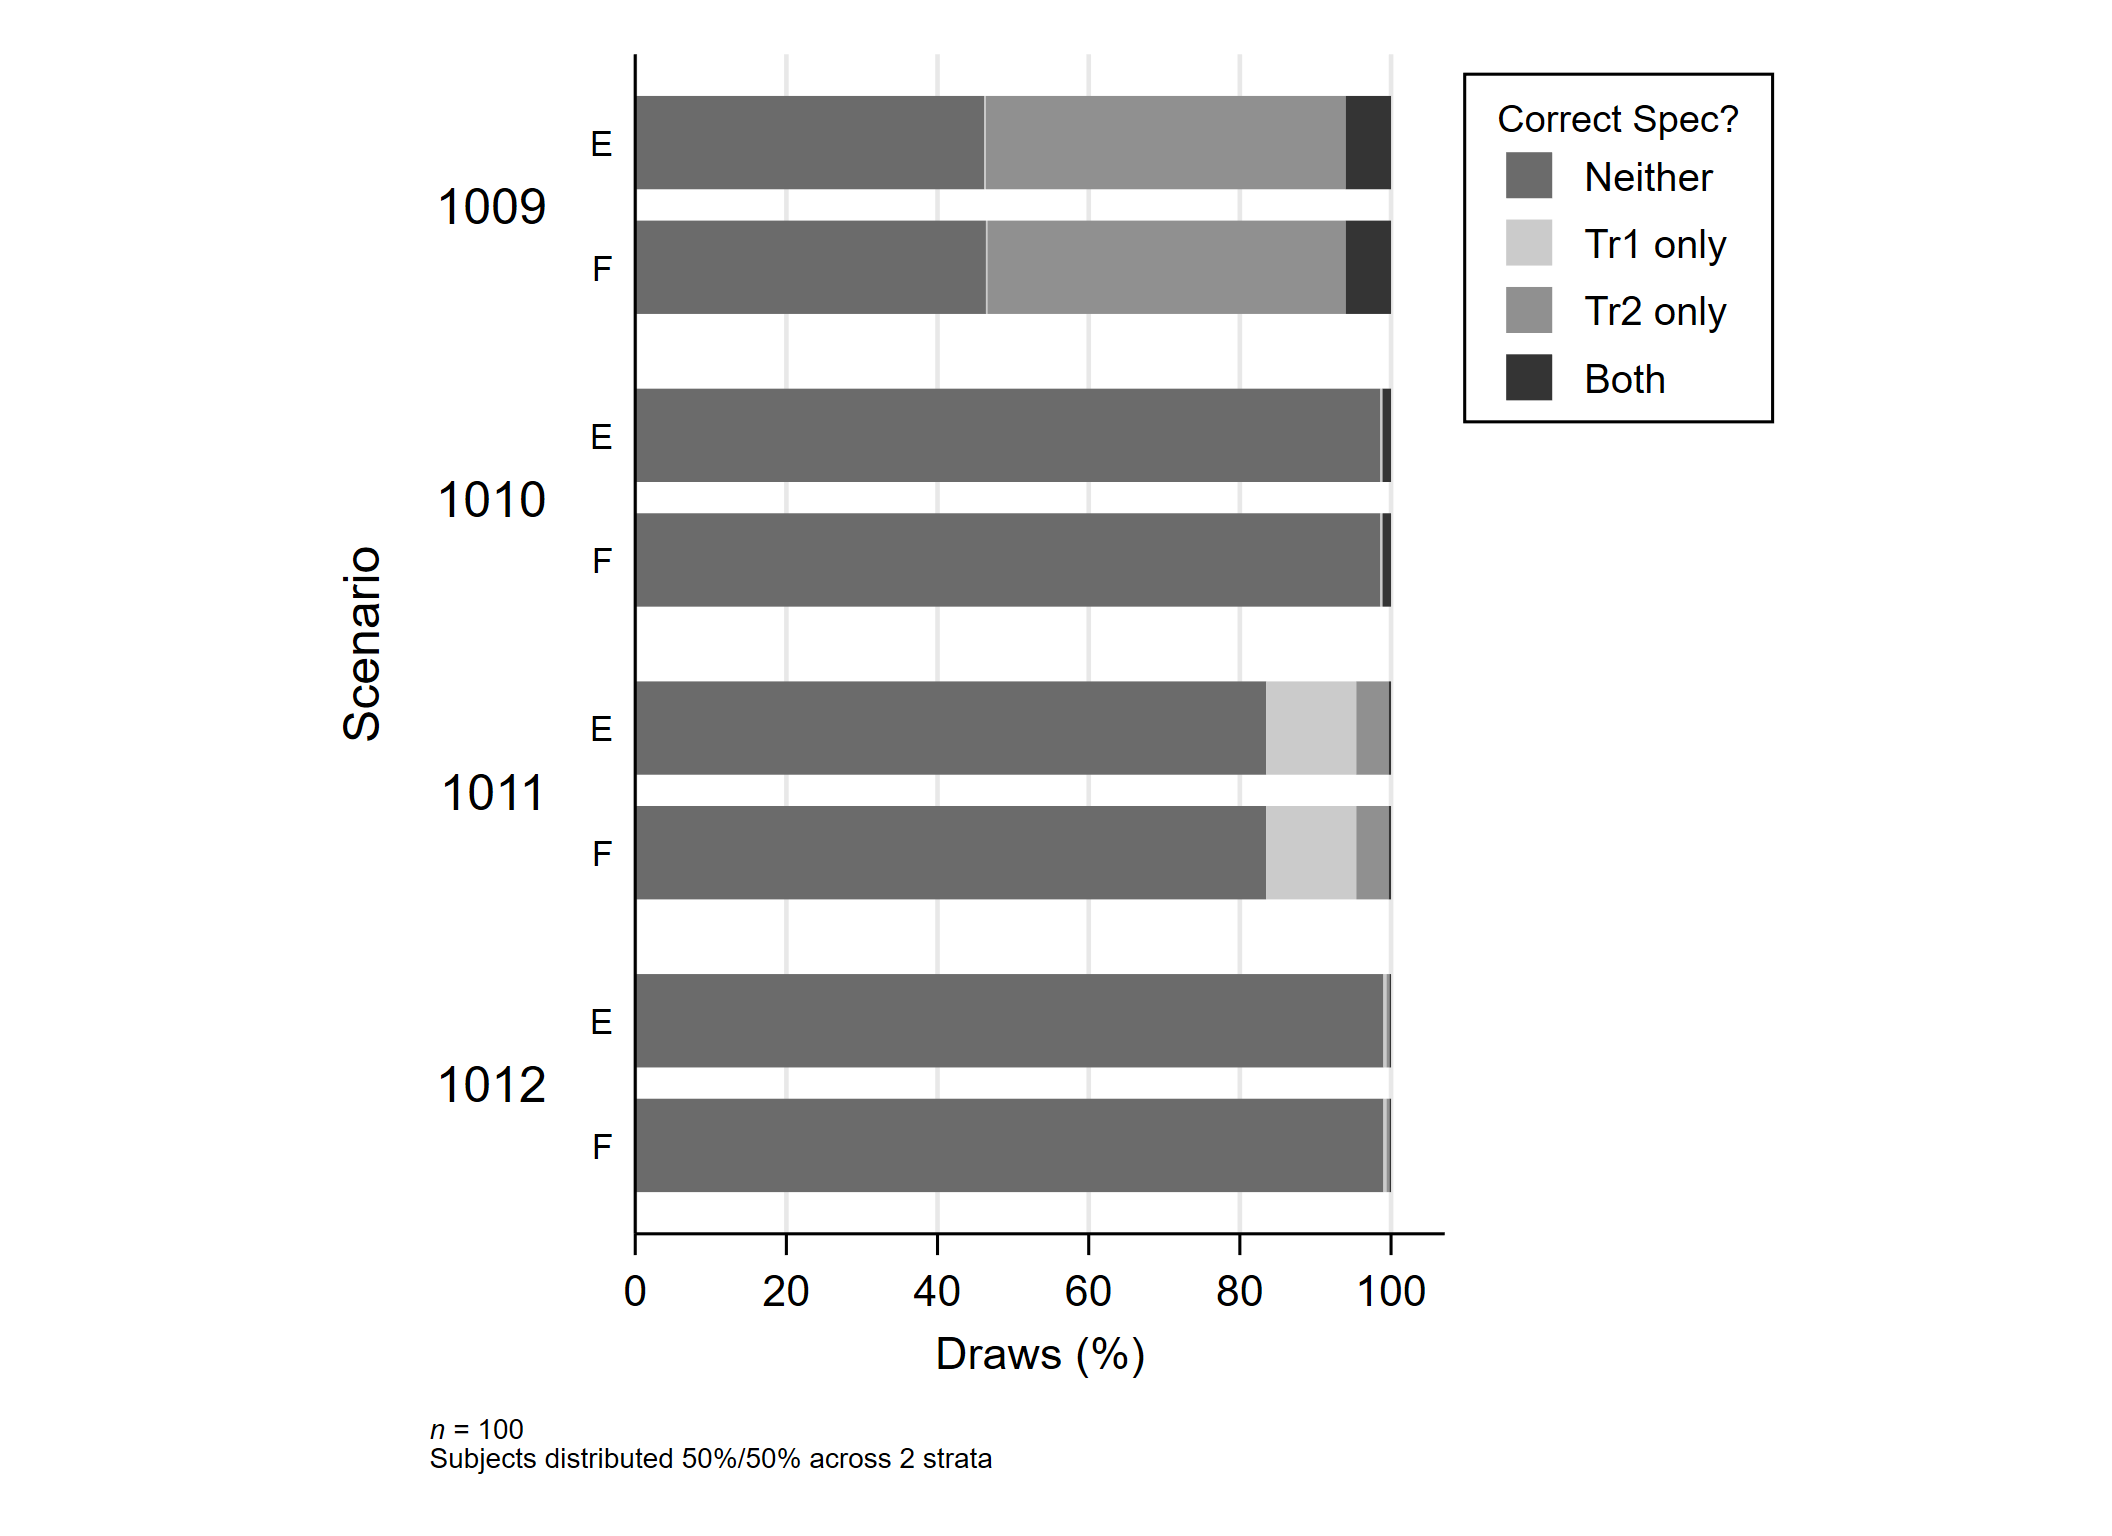 Correct Spec?
Neither
Tr1 only
Tr2 only
Both
Scenario
1009
E
F
1010
E
F
1011
E
F
1012
E
F
0 20 40 60 80 100
Draws (%)
n = 100
Subjects distributed 50%/50% across 2 strata